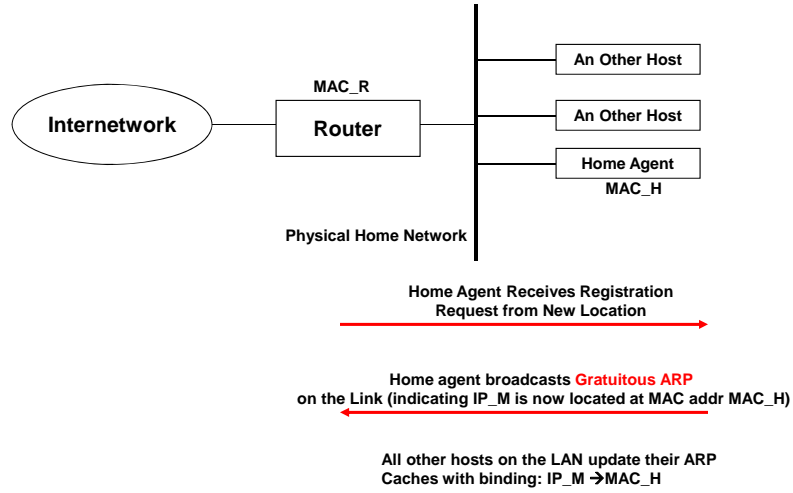 An Other Host
MAC_R
Internetwork
Router
An Other Host
Home Agent
MAC_H
Physical Home Network
Home Agent Receives Registration
Request from New Location
Home agent broadcasts Gratuitous ARP
on the Link (indicating IP_M is now located at MAC addr MAC_H)
All other hosts on the LAN update their ARP
Caches with binding: IP_M →MAC_H